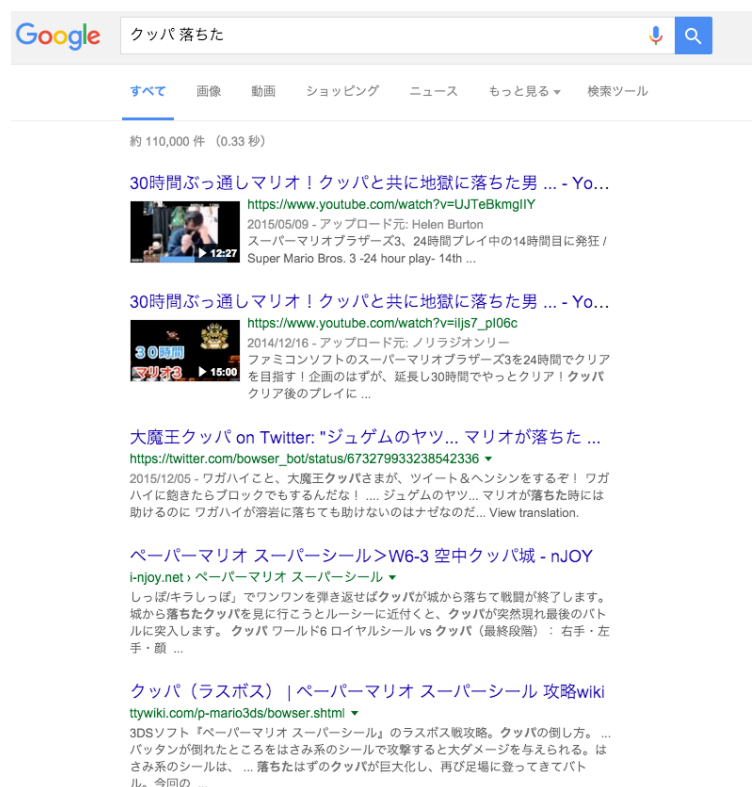 Google
クッパ 落ちた
すべて 画像 動画 ショッピング ニュース もっと見る 検索ツール
約 110,000 件 （0.33 秒）
30時間ぶっ通しマリオ！クッパと共に地獄に落ちた男 ... - Yo...
https://www.youtube.com/watch?v=UJTeBkmgIIY
2015/05/09 - アップロード元: Helen Burton
スーパーマリオブラザーズ3、24時間プレイ中の14時間目に発狂 /
Super Mario Bros. 3 -24 hour play- 14th ...
12:27
30時間ぶっ通しマリオ！クッパと共に地獄に落ちた男 ... - Yo...
https://www.youtube.com/watch?v=iIjs7_pI06c
2014/12/16 - アップロード元: ノリラジオンリー
ファミコンソフトのスーパーマリオブラザーズ3を24時間でクリア
を目指す！企画のはずが、延長し30時間でやっとクリア！クッパ
クリア後のプレイに ...
３０時間
マリオ3
15:00
大魔王クッパ on Twitter: "ジュゲムのヤツ... マリオが落ちた ...
https://twitter.com/bowser_bot/status/673279933238542336
2015/12/05 - ワガハイこと、大魔王クッパさまが、ツイート＆ヘンシンをするぞ！ ワガ
ハイに飽きたらブロックでもするんだな！ .... ジュゲムのヤツ... マリオが落ちた時には
助けるのに ワガハイが溶岩に落ちても助けないのはナゼなのだ... View translation.
ペーパーマリオ スーパーシール＞W6-3 空中クッパ城 - nJOY
i-njoy.net › ペーパーマリオ スーパーシール
しっぽ/キラしっぽ」でワンワンを弾き返せばクッパが城から落ちて戦闘が終了します。
城から落ちたクッパを見に行こうとルーシーに近付くと、クッパが突然現れ最後のバト
ルに突入します。 クッパ ワールド6 ロイヤルシール vs クッパ（最終段階）： 右手・左
手・顔 ...
クッパ（ラスボス） | ペーパーマリオ スーパーシール 攻略wiki
ttywiki.com/p-mario3ds/bowser.shtml
3DSソフト『ペーパーマリオ スーパーシール』のラスボス戦攻略。クッパの倒し方。 ...
バッタンが倒れたところをはさみ系のシールで攻撃すると大ダメージを与えられる。は
さみ系のシールは、 ... 落ちたはずのクッパが巨大化し、再び足場に登ってきてバト
ル。今回の ...